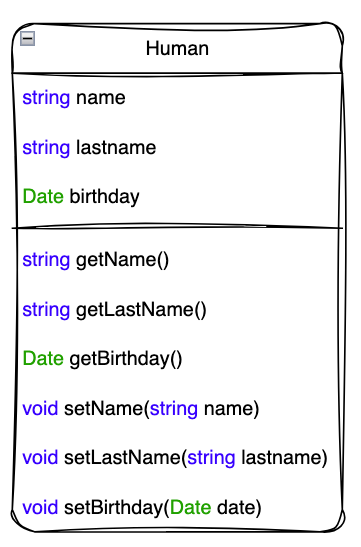 Human
string name
string lastname
Date birthday
string getName()
string getLastName()
Date getBirthday()
void setName(string name)
void setLastName(string lastname)
void setBirthday(Date date)